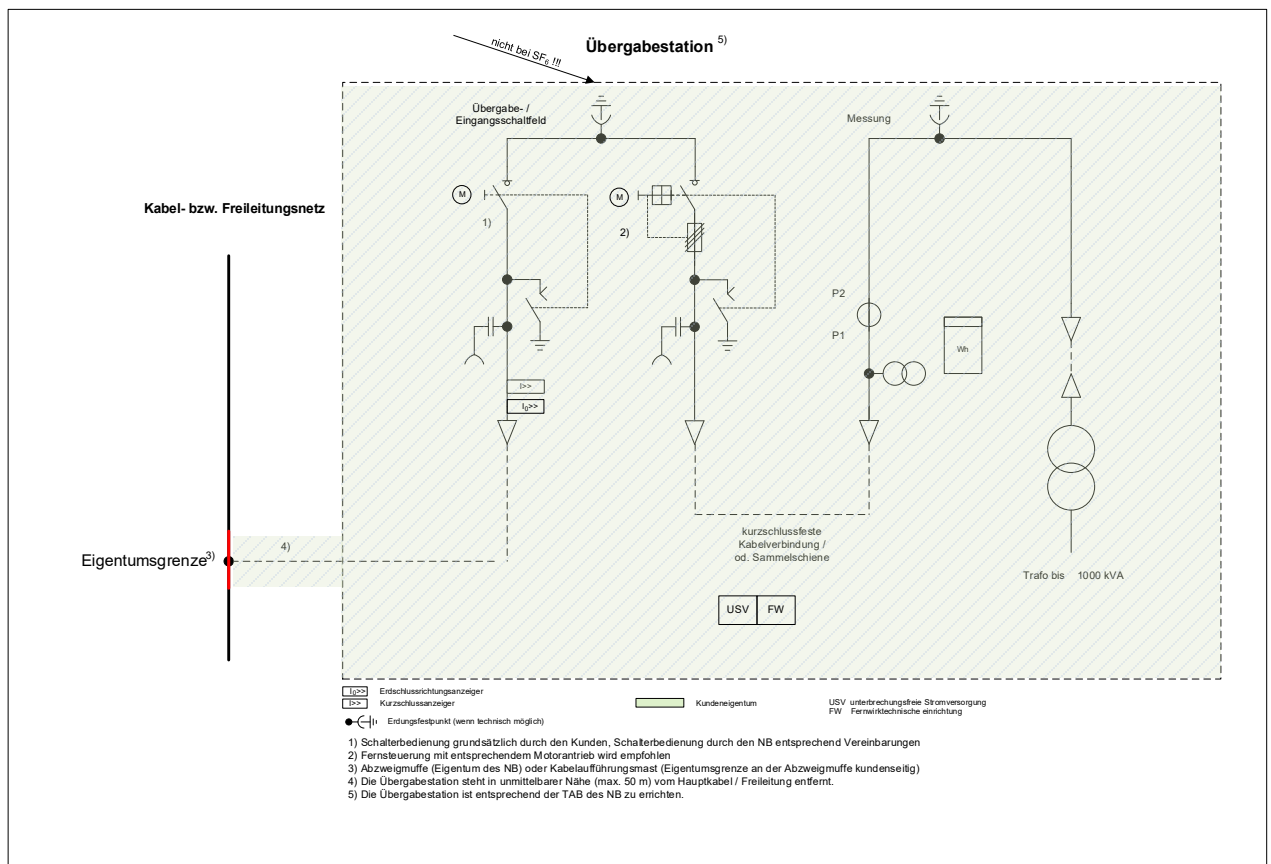 nicht bei SF6 !!!
Übergabestation 5)
Übergabe- /
Eingangsschaltfeld
Messung
Kabel- bzw. Freileitungsnetz
M
1)
M
2)
P2
P1
Wh
I>>
I0>>
Eigentumsgrenze3)
4)
kurzschlussfeste
Kabelverbindung /
od. Sammelschiene
Trafo bis 1000 kVA
USV FW
I0>> Erdschlussrichtungsanzeiger
I>> Kurzschlussanzeiger
Kundeneigentum
USV unterbrechungsfreie Stromversorgung
FW Fernwirktechnische einrichtung
Erdungsfestpunkt (wenn technisch möglich)
1) Schalterbedienung grundsätzlich durch den Kunden, Schalterbedienung durch den NB entsprechend Vereinbarungen
2) Fernsteuerung mit entsprechendem Motorantrieb wird empfohlen
3) Abzweigmuffe (Eigentum des NB) oder Kabelaufführungsmast (Eigentumsgrenze an der Abzweigmuffe kundenseitig)
4) Die Übergabestation steht in unmittelbarer Nähe (max. 50 m) vom Hauptkabel / Freileitung entfernt.
5) Die Übergabestation ist entsprechend der TAB des NB zu errichten.